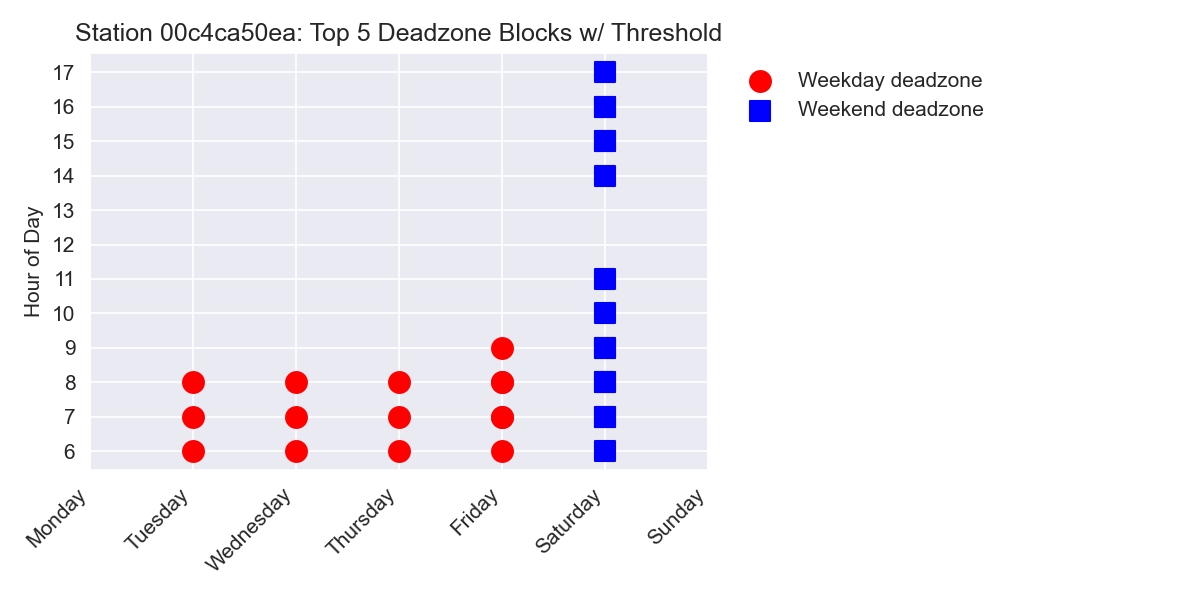 Station 00c4ca50ea: Top 5 Deadzone Blocks w/ Threshold
Weekday deadzone
Weekend deadzone
Hour of Day
17
16
15
14
13
12
11
10
9
8
7
6
Monday
Tuesday
Wednesday
Thursday
Friday
Saturday
Sunday